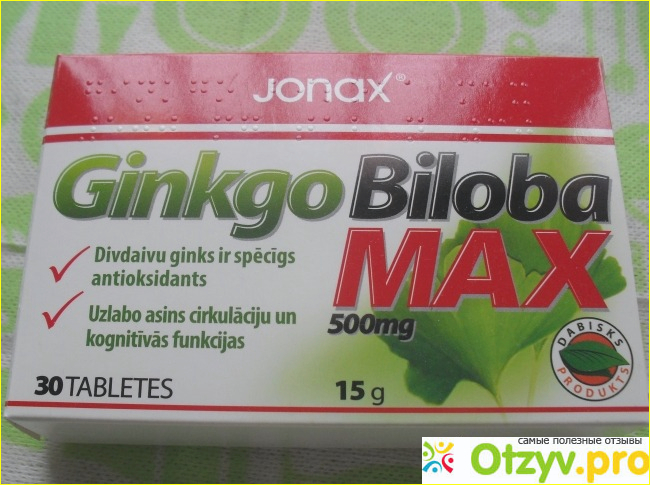 Jonax®
Ginkgo Biloba
MAX
500mg
Divdaivu ginks ir spēcīgs
antioksidants
Uzlabo asins cirkulāciju un
kognitīvās funkcijas
30 TABLETES
15 g
DABISKS
PRODUKTS
самые полезные отзывы
Otzyv.pro